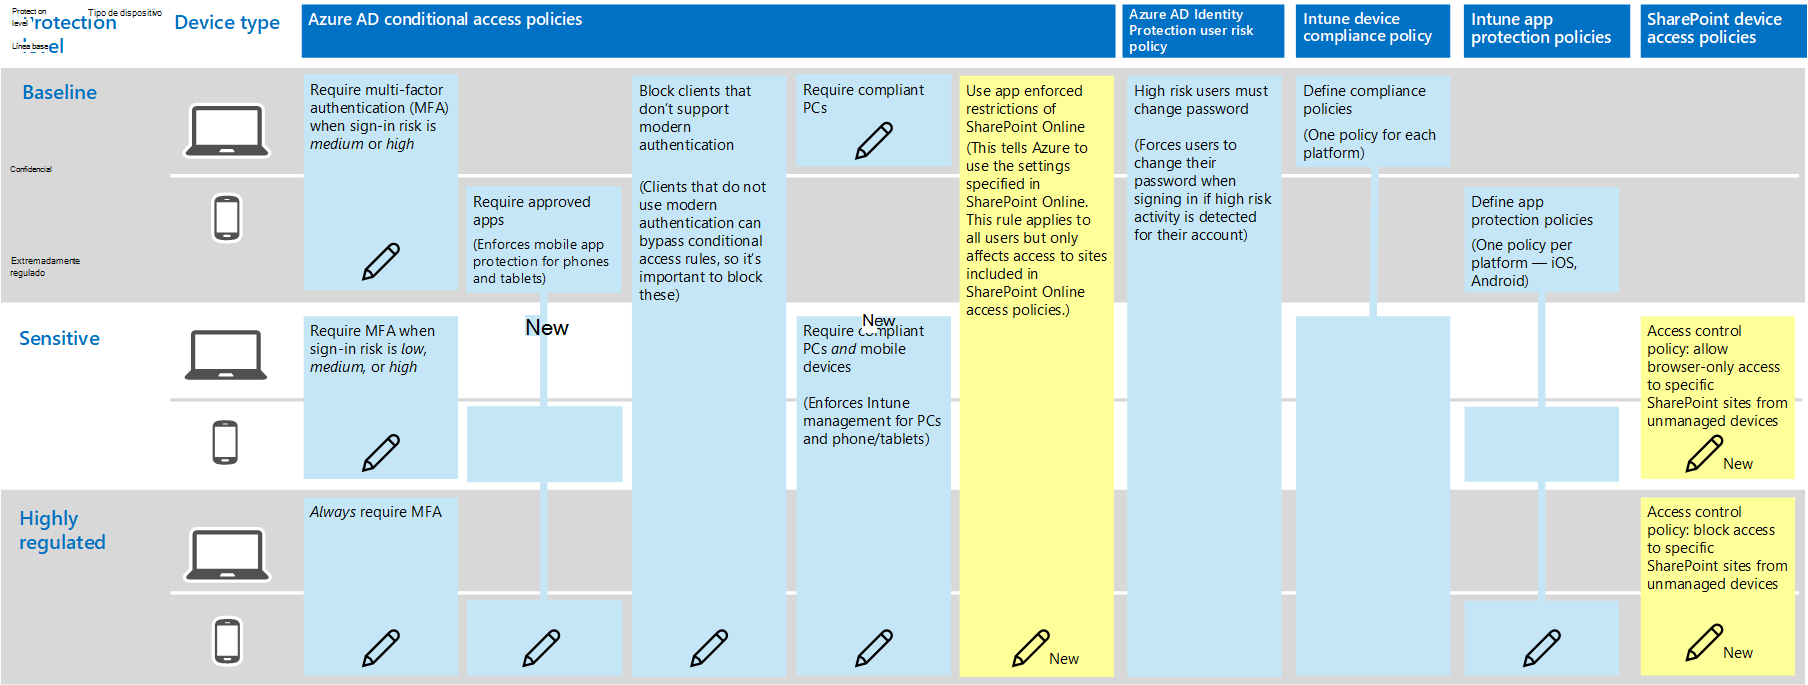 Protection
level
Tipo de dispositivo
Protection
level
Línea base
Device type
Azure AD conditional access policies
Azure AD Identity
Protection user risk
policy
Intune device
compliance policy
Intune app
protection policies
SharePoint device
access policies
Baseline
Confidencial
Extremadamente
regulado
Require multi-factor
authentication (MFA)
when sign-in risk is
medium or high
Require approved
apps
(Enforces mobile app
protection for phones
and tablets)
Block clients that
don't support
modern
authentication
(Clients that do not
use modern
authentication can
bypass conditional
access rules, so it's
important to block
these)
Require compliant
PCs
Use app enforced
restrictions of
SharePoint Online
(This tells Azure to
use the settings
specified in
SharePoint Online.
This rule applies to
all users but only
affects access to sites
included in
SharePoint Online
access policies.)
High risk users must
change password
(Forces users to
change their
password when
signing in if high risk
activity is detected
for their account)
Define compliance
policies
(One policy for each
platform)
Define app
protection policies
(One policy per
platform — iOS,
Android)
Sensitive
Require MFA when
sign-in risk is low,
medium, or high
New
New
Require compliant
PCs and mobile
devices
(Enforces Intune
management for PCs
and phone/tablets)
Access control
policy: allow
browser-only access
to specific
SharePoint sites from
unmanaged devices
New
Highly
regulated
Always require MFA
New
Access control
policy: block access
to specific
SharePoint sites from
unmanaged devices
New